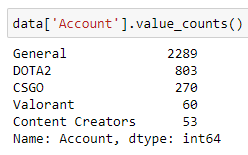 data['Account'].value_counts()
General 2289
DOTA2 803
CSGO 270
Valorant 60
Content Creators 53
Name: Account, dtype: int64